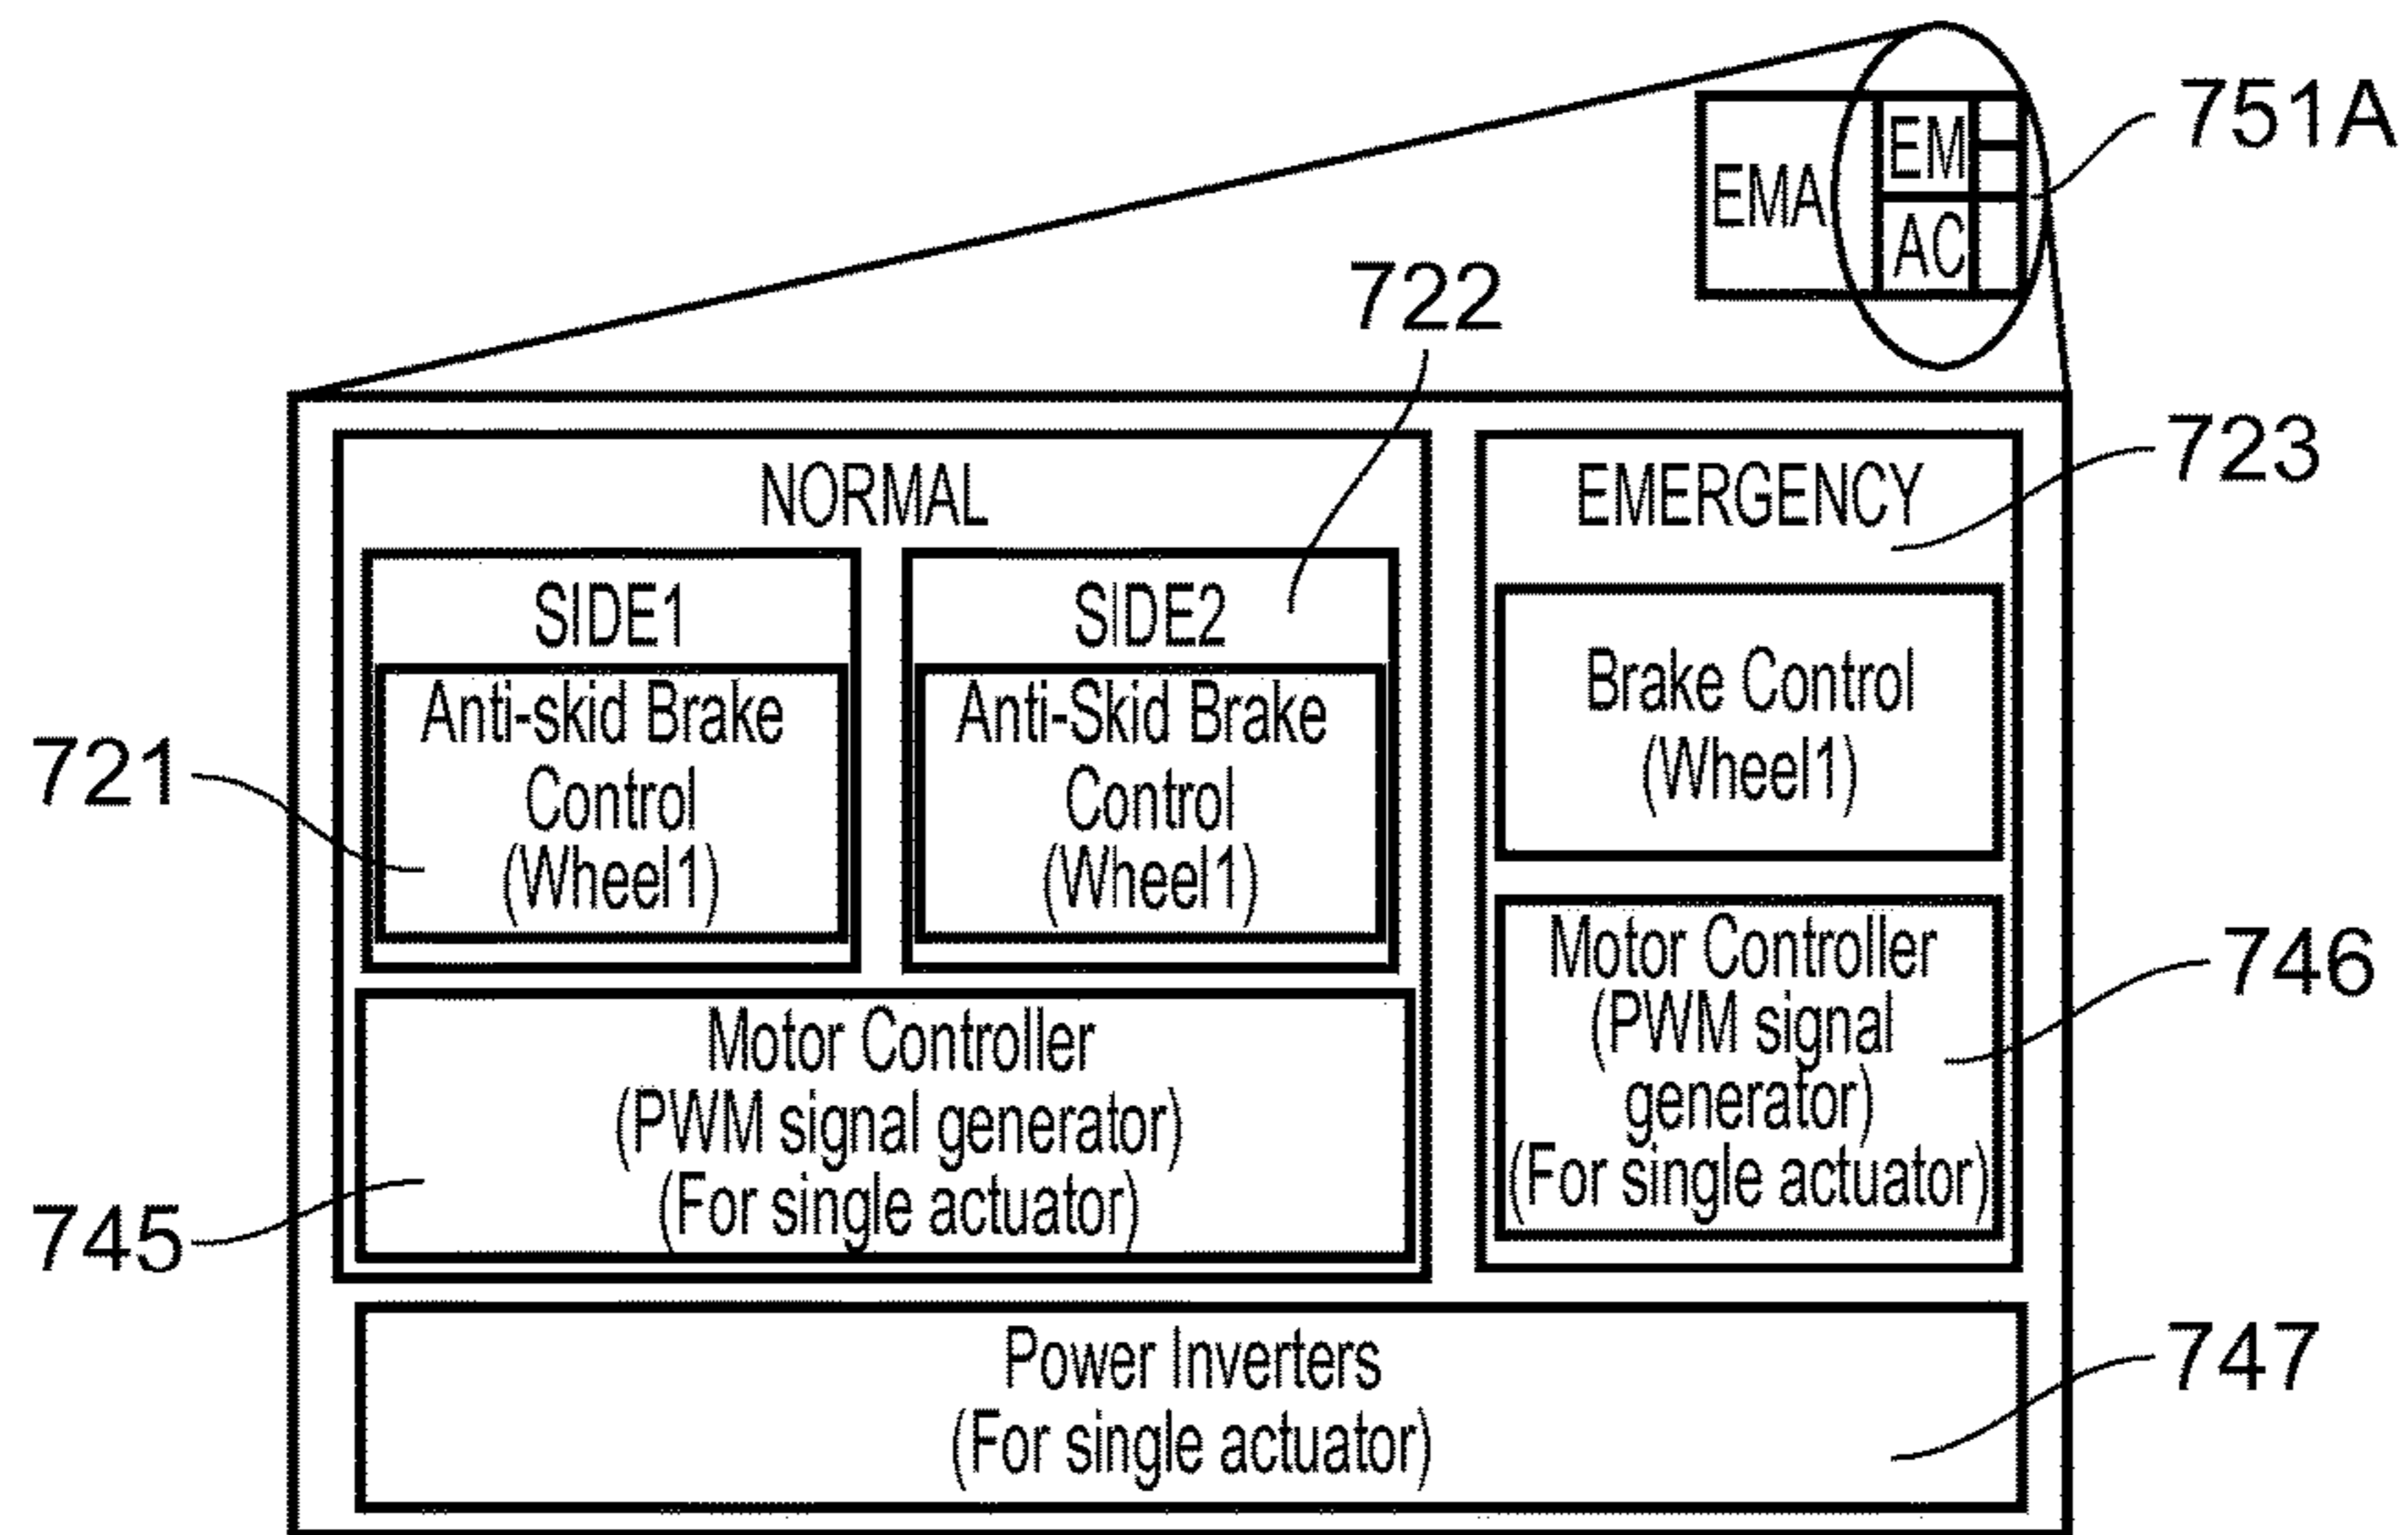 751A
EMA
EM
AC
722
NORMAL
EMERGENCY
723
SIDE1
Anti-skid Brake
Control
(Wheel1)
721
SIDE2
Anti-Skid Brake
Control
(Wheel1)
Brake Control
(Wheel1)
Motor Controller
(PWM signal
generator)
(For single actuator)
746
Motor Controller
(PWM signal generator)
(For single actuator)
745
Power Inverters
(For single actuator)
747